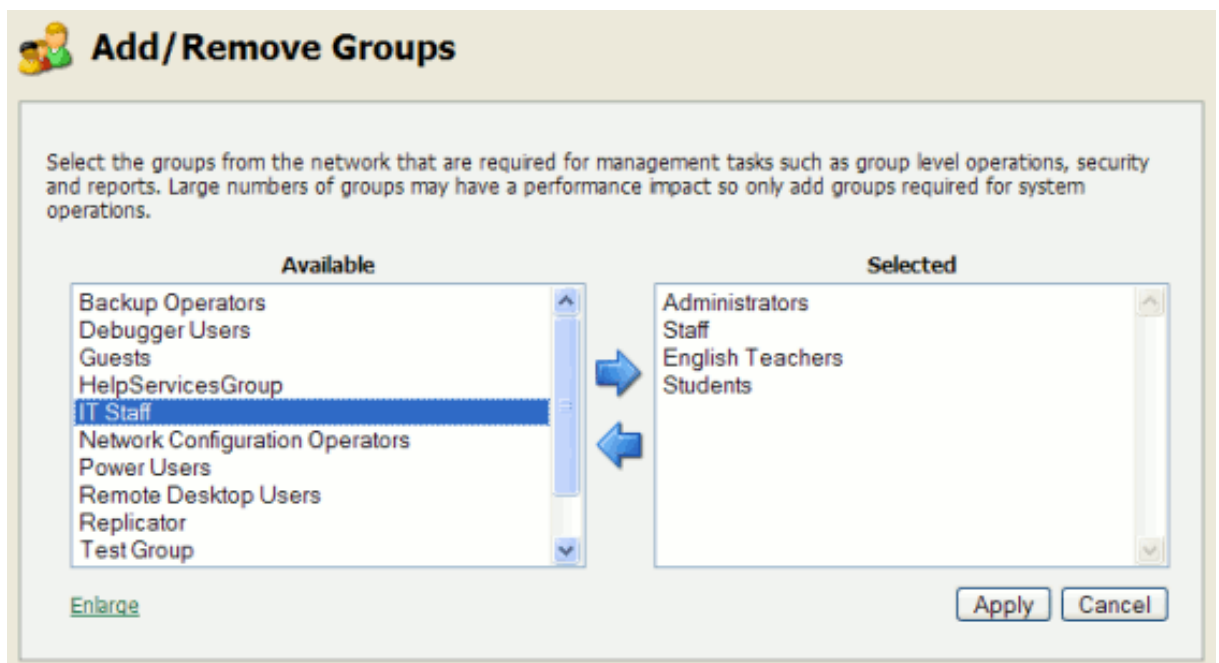 Add/Remove Groups
Select the groups from the network that are required for management tasks such as group level operations, security
and reports. Large numbers of groups may have a performance impact so only add groups required for system
operations.
Available
Backup Operators
Debugger Users
Guests
HelpServicesGroup
IT Staff
Network Configuration Operators
Power Users
Remote Desktop Users
Replicator
Test Group
Selected
Administrators
Staff
English Teachers
Students
Enlarge
Apply
Cancel